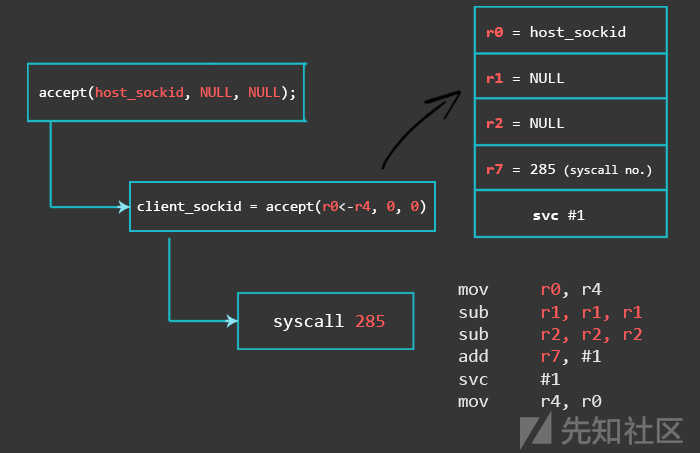 accept(host_sockid, NULL, NULL);
client_sockid = accept(r0<-r4, 0, 0)
syscall 285
r0 = host_sockid
r1 = NULL
r2 = NULL
r7 = 285 (syscall no.)
svc #1
mov r0, r4
sub r1, r1, r1
sub r2, r2, r2
add r7, #1
svc #1
mov r4, r0
先知社区